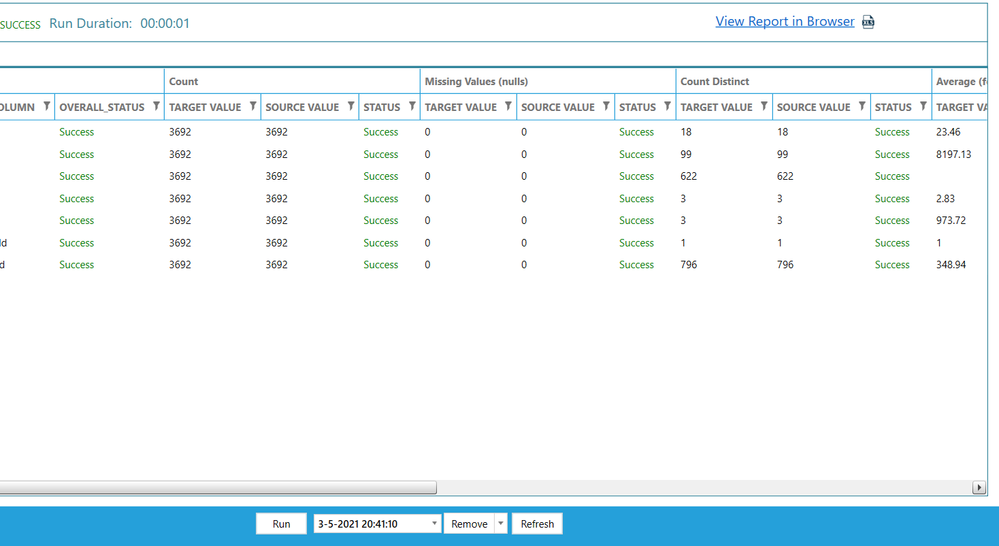 SUCCESS Run Duration: 00:00:01 View Report in Browser XLS
Count Missing Values (nulls) Count Distinct Average (f
OLUMN OVERALL_STATUS TARGET VALUE SOURCE VALUE STATUS TARGET VALUE SOURCE VALUE STATUS TARGET VALUE SOURCE VALUE STATUS TARGET VA
Success 3692 3692 Success 0 0 Success 18 18 Success 23.46
Success 3692 3692 Success 0 0 Success 99 99 Success 8197.13
Success 3692 3692 Success 0 0 Success 622 622 Success
Success 3692 3692 Success 0 0 Success 3 3 Success 2.83
Success 3692 3692 Success 0 0 Success 3 3 Success 973.72
Id Success 3692 3692 Success 0 0 Success 1 1 Success 1
d Success 3692 3692 Success 0 0 Success 796 796 Success 348.94
Run 3-5-2021 20:41:10 Remove Refresh